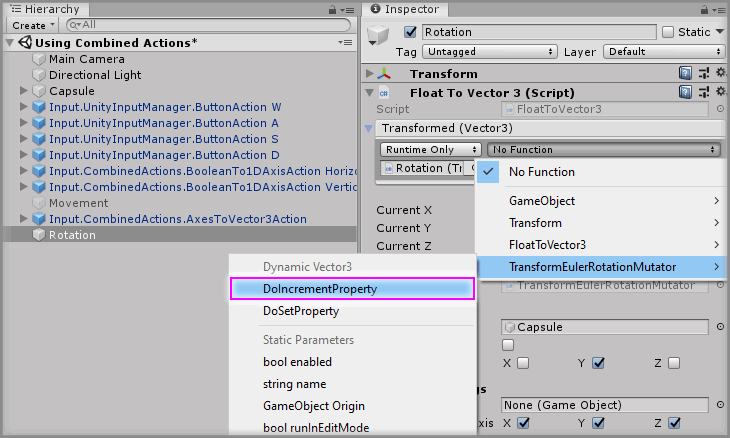 Hierarchy
Create
All
Using Combined Actions*
Main Camera
Directional Light
Capsule
Input.UnityInputManager.ButtonAction W
Input.UnityInputManager.ButtonAction A
Input.UnityInputManager.ButtonAction S
Input.UnityInputManager.ButtonAction D
Input.CombinedActions.BooleanTo1DAxisAction Horizo
Input.CombinedActions.BooleanTo1DAxisAction Vertic
Movement
Input.CombinedActions.AxesToVector3Action
Rotation
Inspector
Rotation
Static
Tag Untagged Layer Default
Transform
Float To Vector 3 (Script)
Script FloatToVector3
Transformed (Vector3)
Runtime Only No Function
Rotation (Tr
No Function
GameObject
Transform
FloatToVector3
TransformEulerRotationMutator
Current X
Current Y
Current Z
Dynamic Vector3
DoIncrementProperty
DoSetProperty
Static Parameters
bool enabled
string name
GameObject Origin
bool runInEditMode
TransformEulerRotationMutator
Capsule
X Y Z
gs
None (Game Object)
xis X Y Z